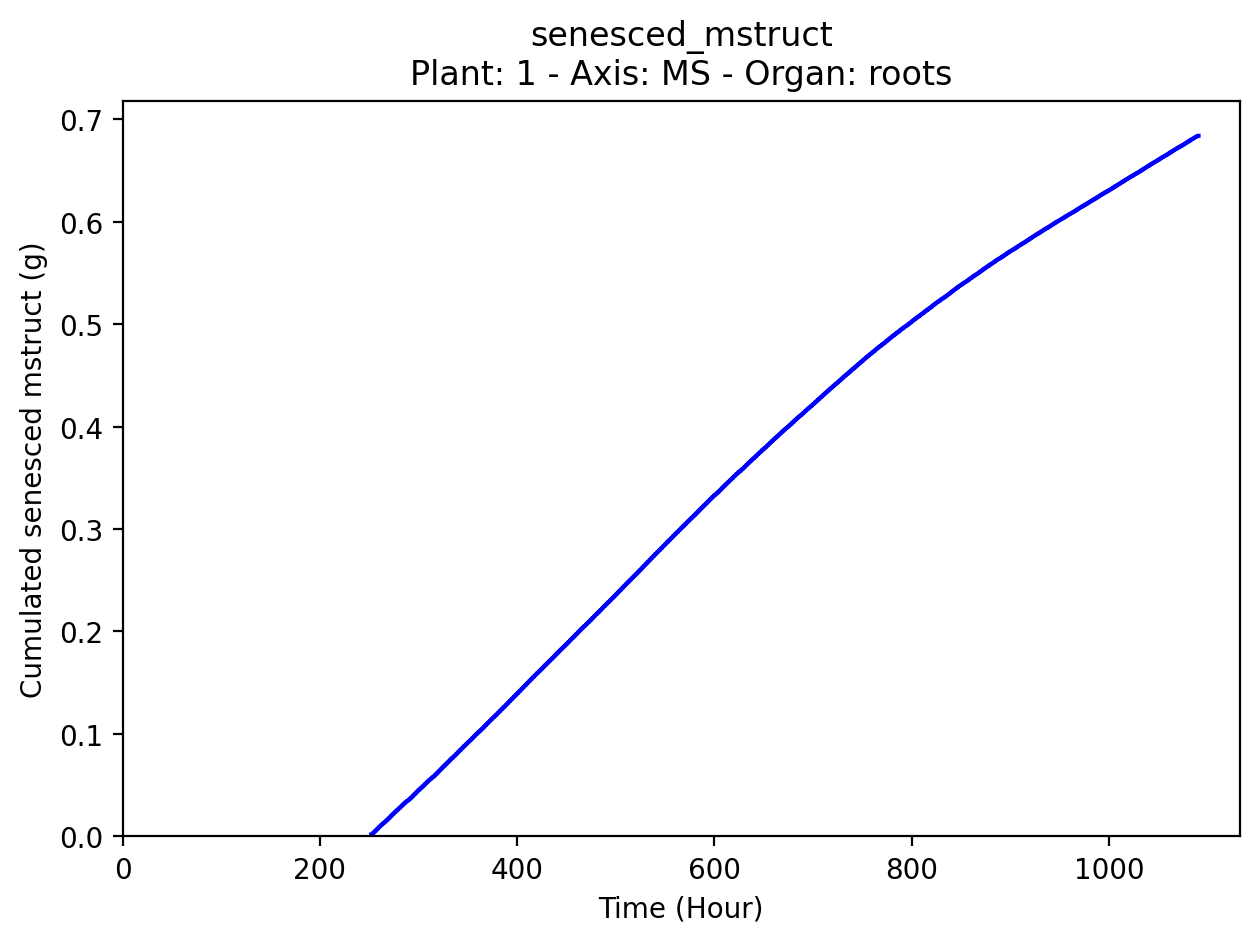 senesced_mstruct
Plant: 1 - Axis: MS - Organ: roots
0.7
0.6
0.5
0.4
0.3
0.2
0.1
0.0
Cumulated senesced mstruct (g)
0 200 400 600 800 1000
Time (Hour)